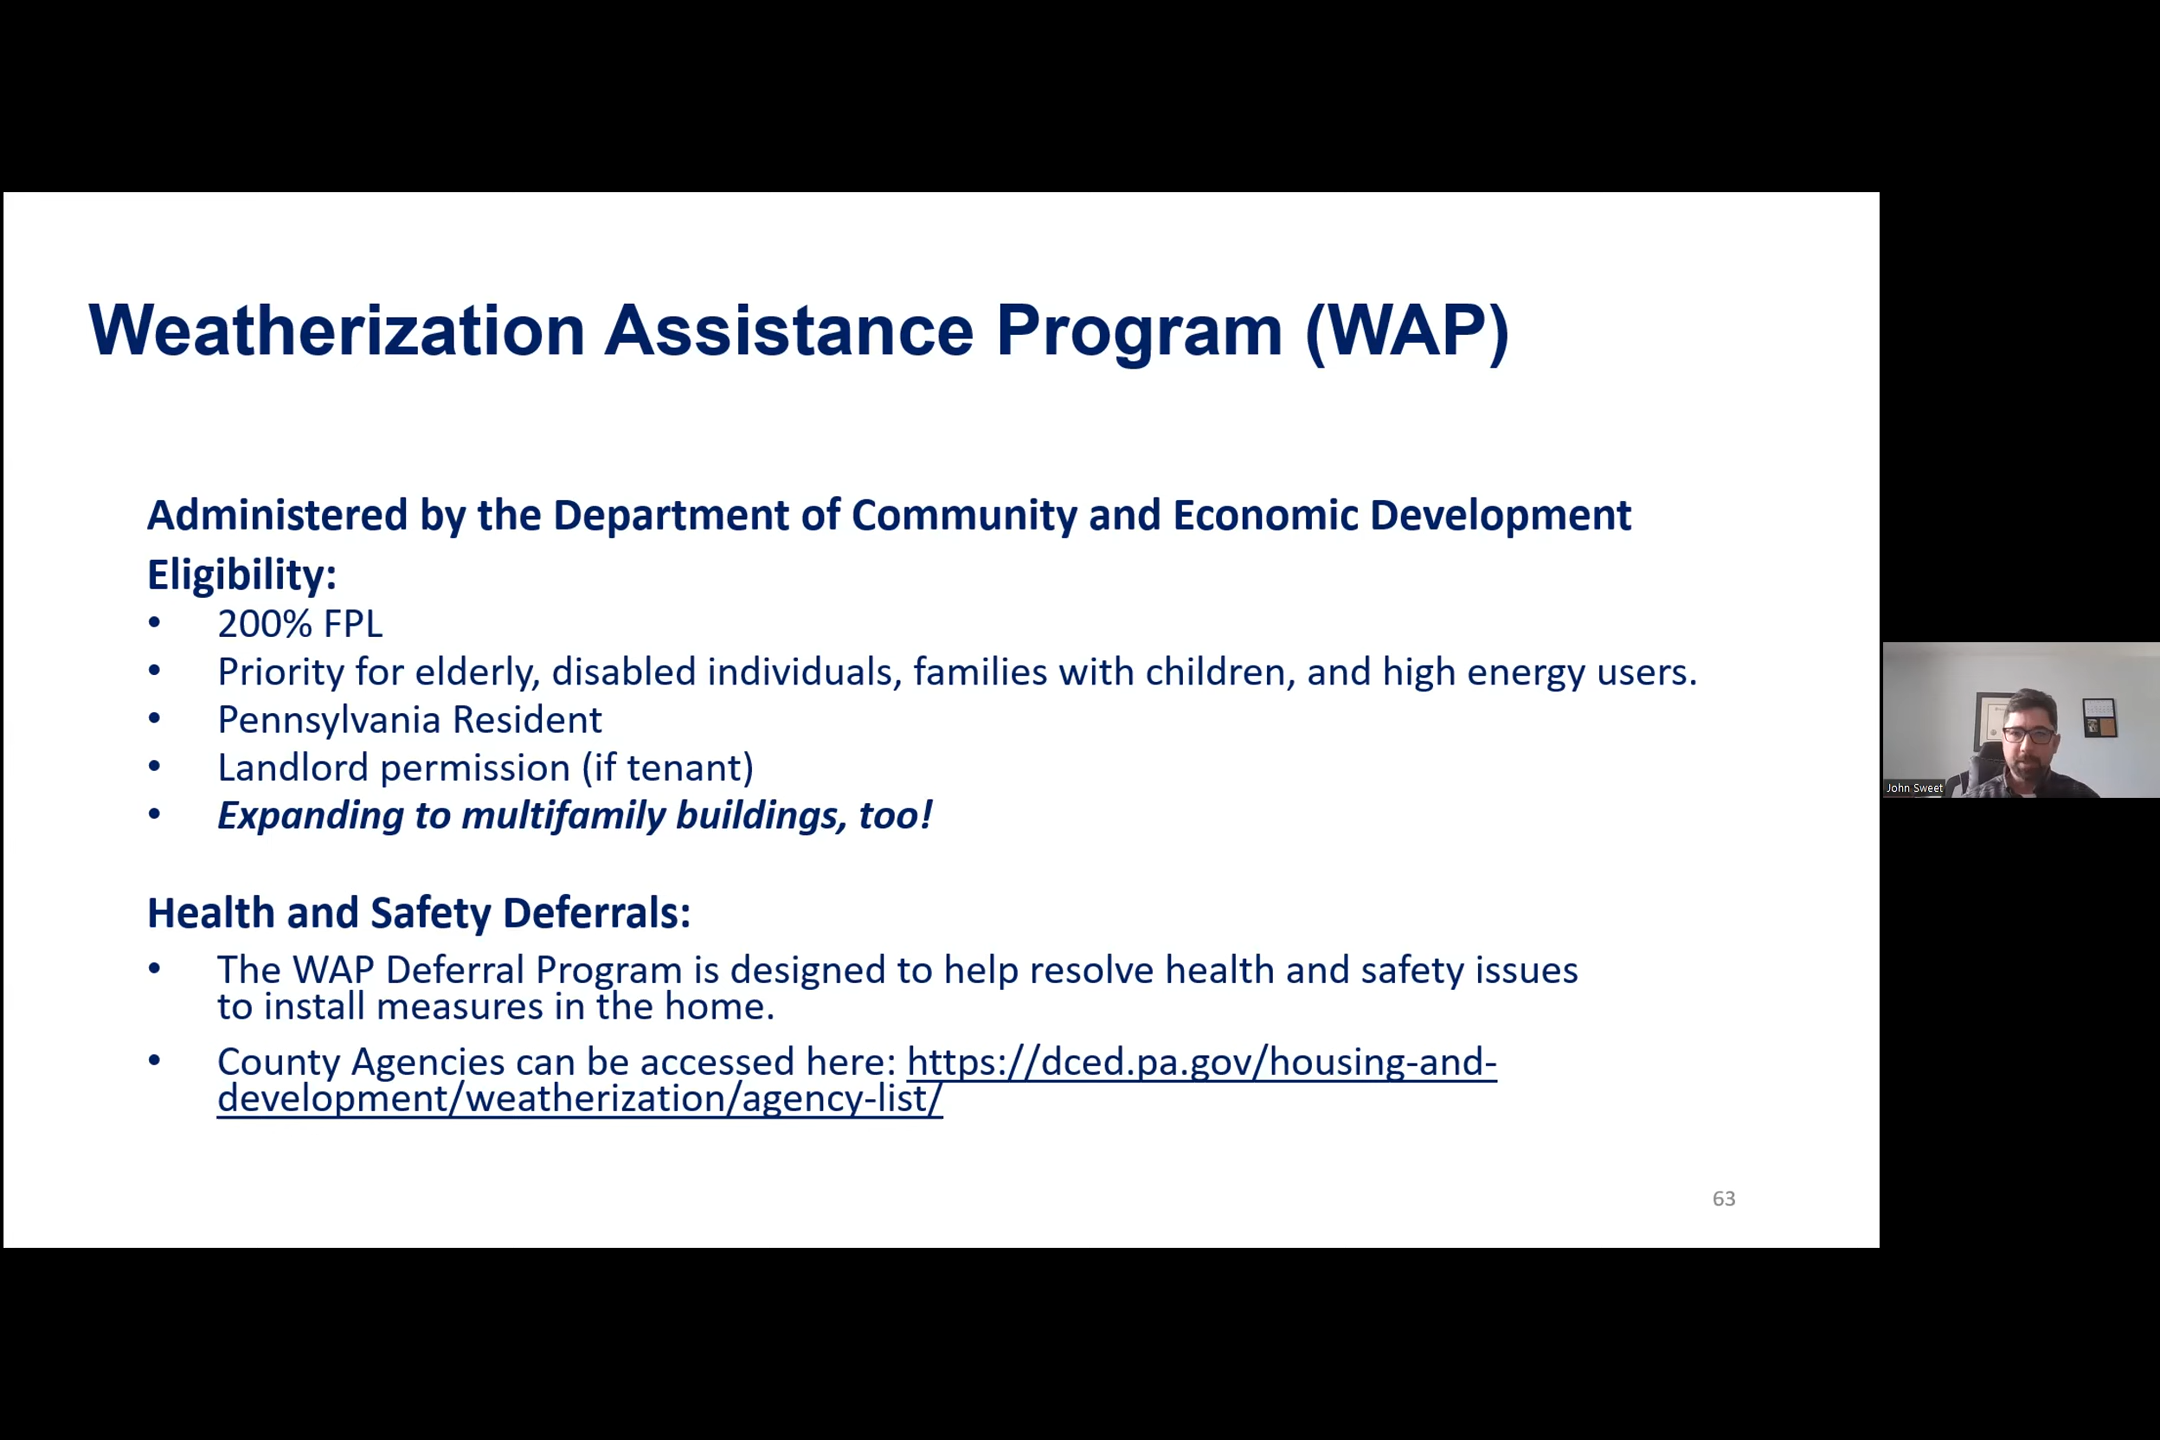 Weatherization Assistance Program (WAP)
Administered by the Department of Community and Economic Development
Eligibility:
• 200% FPL
• Priority for elderly, disabled individuals, families with children, and high energy users.
• Pennsylvania Resident
• Landlord permission (if tenant)
• Expanding to multifamily buildings, too!
Health and Safety Deferrals:
• The WAP Deferral Program is designed to help resolve health and safety issues
to install measures in the home.
• County Agencies can be accessed here: https://dced.pa.gov/housing-and-
development/weatherization/agency-list/
63
John Sweet